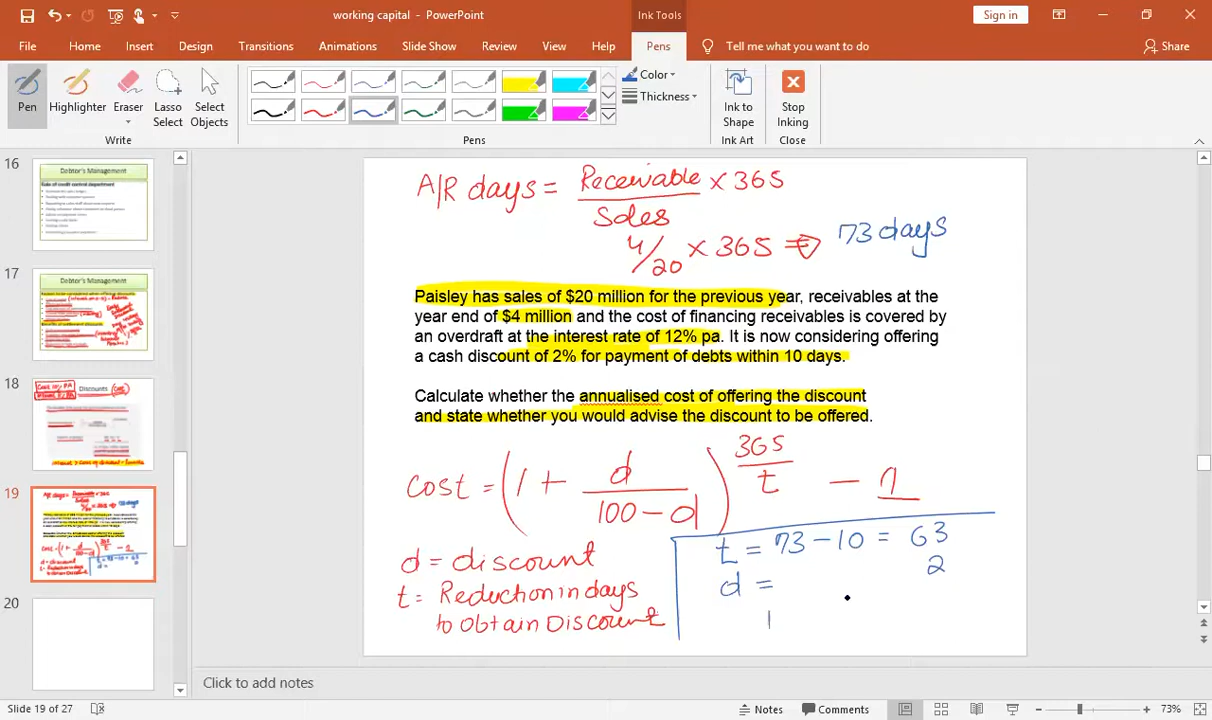 working capital - PowerPoint
Ink Tools
Sign in
File Home Insert Design Transitions Animations Slide Show Review View Help Pens Tell me what you want to do Share
Pen Highlighter Eraser Lasso Select Select Objects
Write
Pens
Color
Thickness
Ink to Shape
Ink Art
Stop Inking
Close
16
Debtor's Management
17
Debtor's Management
18
Discounts
19
20
A/R days = Receivable / Sales × 365
4/20 × 365 ⇒ 73 days
Paisley has sales of $20 million for the previous year, receivables at the
year end of $4 million and the cost of financing receivables is covered by
an overdraft at the interest rate of 12% pa. It is now considering offering
a cash discount of 2% for payment of debts within 10 days.
Calculate whether the annualised cost of offering the discount
and state whether you would advise the discount to be offered.
cost = (1 + d / 100 - d) 365 / t - 1
d = discount
t = Reduction in days
to Obtain Discount
t = 73 - 10 = 63
d = 2
1
Click to add notes
Slide 19 of 27
Notes
Comments
73%